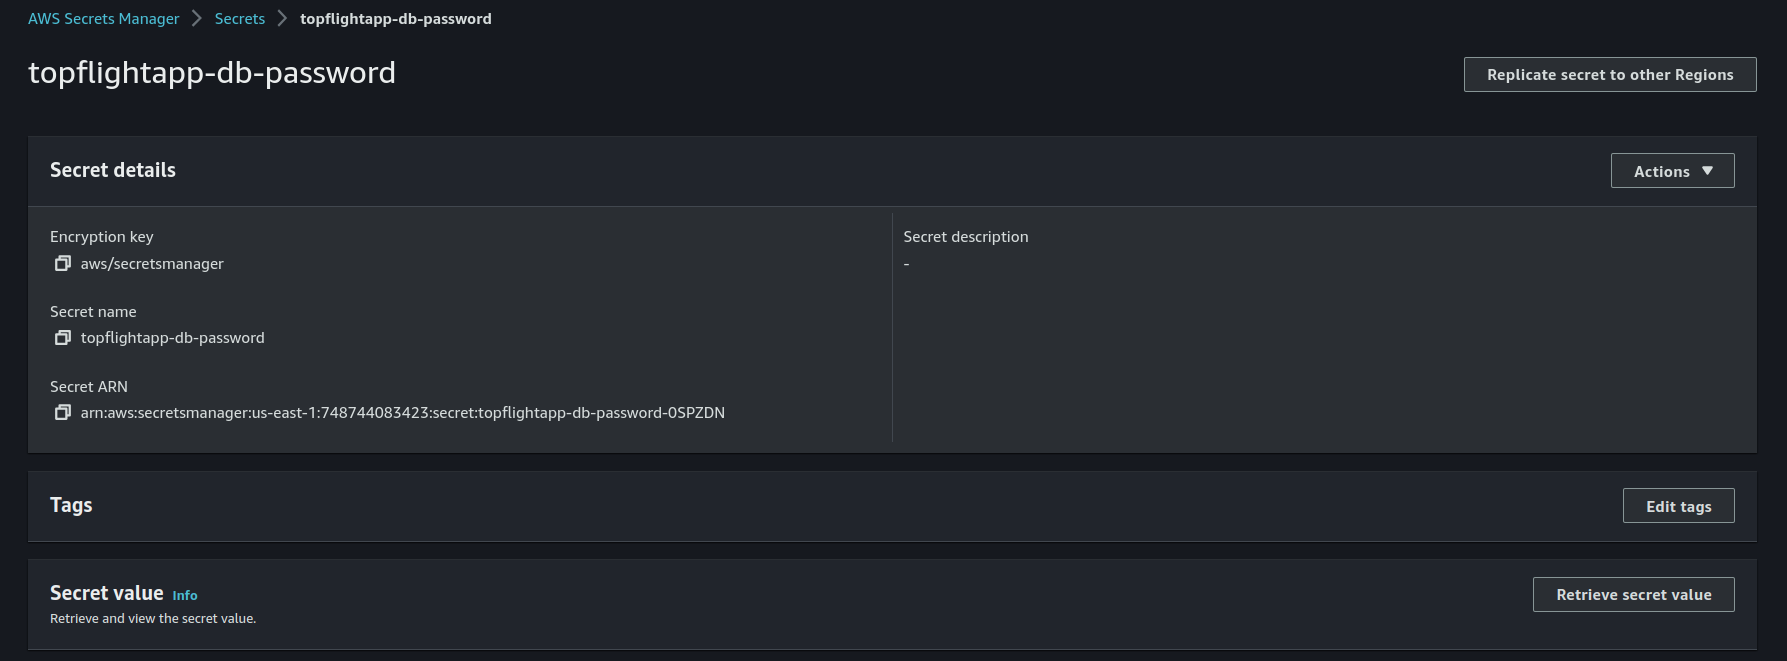 AWS Secrets Manager > Secrets > topflightapp-db-password
topflightapp-db-password
Replicate secret to other Regions
Secret details
Actions ▼
Encryption key
aws/secretsmanager
Secret description
-
Secret name
topflightapp-db-password
Secret ARN
arn:aws:secretsmanager:us-east-1:748744083423:secret:topflightapp-db-password-0SPZDN
Tags
Edit tags
Secret value Info
Retrieve and view the secret value.
Retrieve secret value